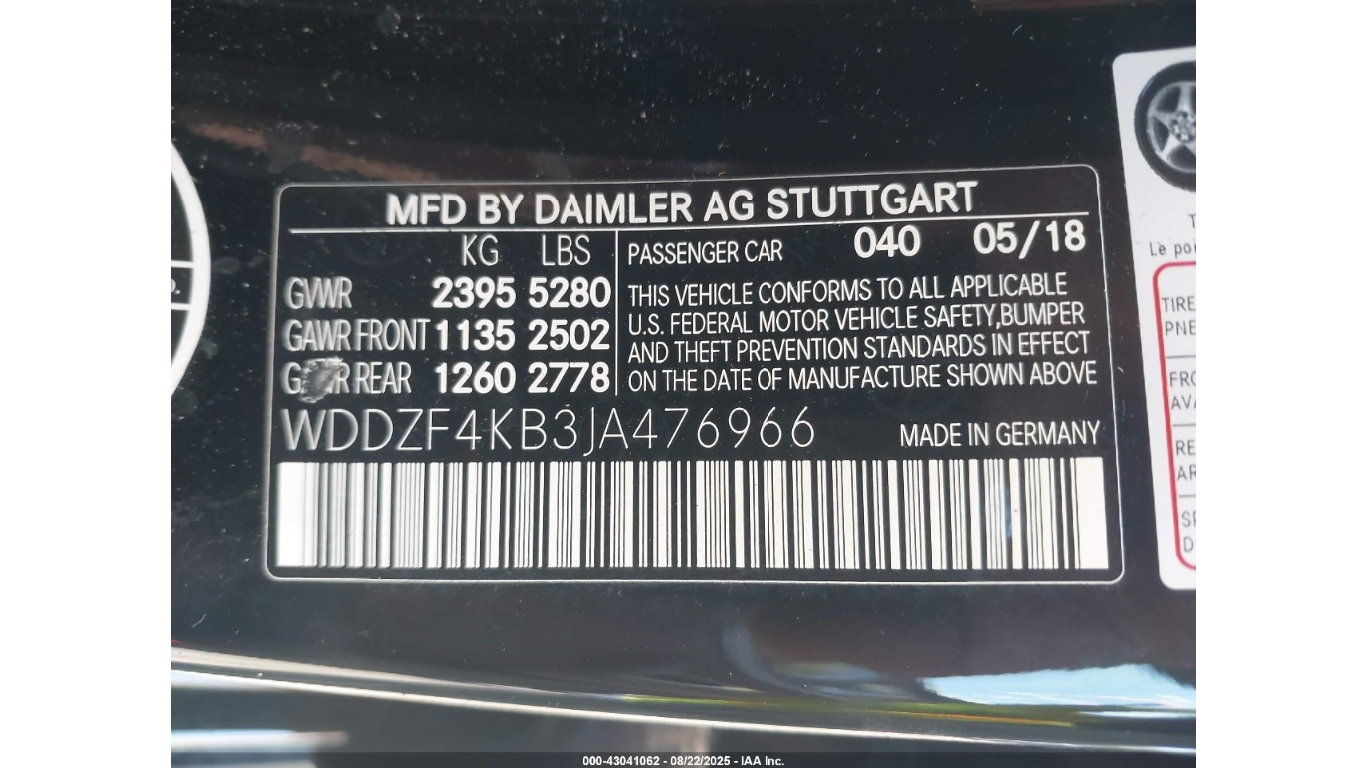 MFD BY DAIMLER AG STUTTGART
KG LBS
GVWR 2395 5280
GAWR FRONT 1135 2502
REAR 1260 2778
PASSENGER CAR 040 05/18
THIS VEHICLE CONFORMS TO ALL APPLICABLE
U.S. FEDERAL MOTOR VEHICLE SAFETY,BUMPER
AND THEFT PREVENTION STANDARDS IN EFFECT
ON THE DATE OF MANUFACTURE SHOWN ABOVE
WDDZF4KB3JA476966
MADE IN GERMANY
Le
TIRE
000-43041062 - 08/22/2025 - IAA Inc.